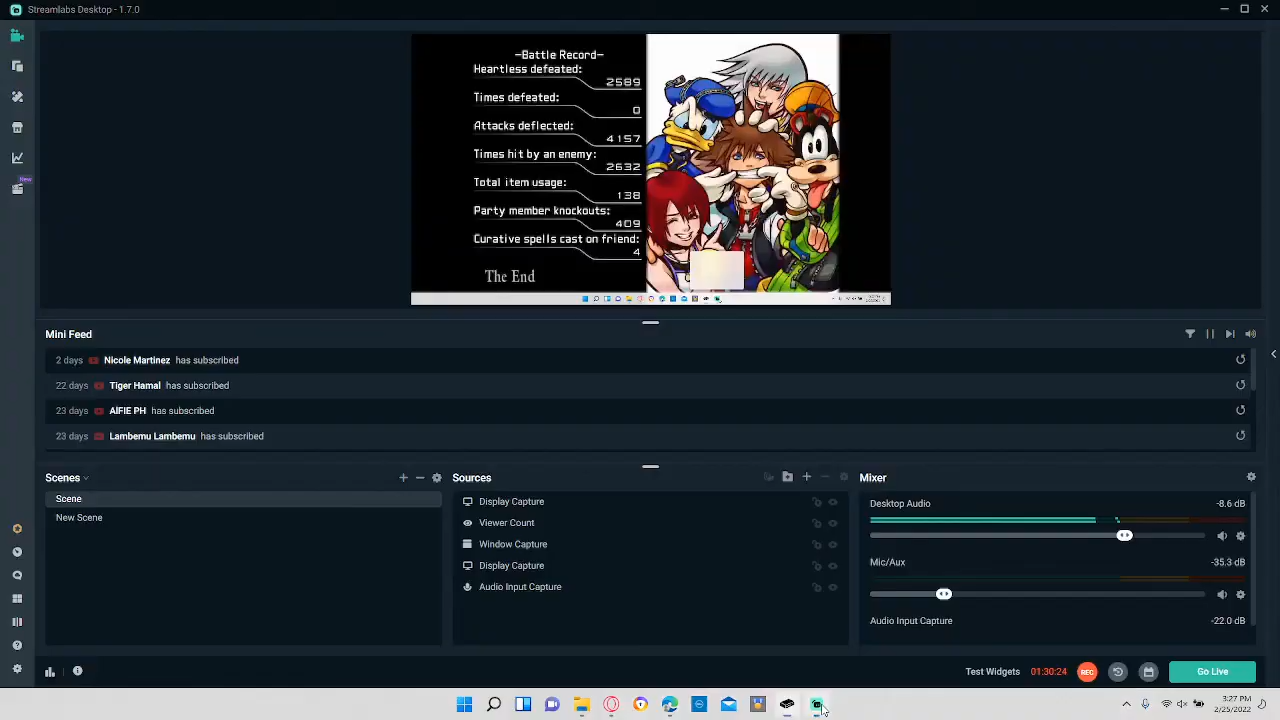 Streamlabs Desktop - 1.7.0
-Battle Record-
Heartless defeated:
2589
Times defeated:
0
Attacks deflected:
4157
Times hit by an enemy:
2632
Total item usage:
138
Party member knockouts:
409
Curative spells cast on friend:
4
The End
New
Mini Feed
2 days Nicole Martinez has subscribed
22 days Tiger Hamal has subscribed
23 days AlFIE PH has subscribed
23 days Lambemu Lambemu has subscribed
Scenes
Scene
New Scene
Sources
Display Capture
Viewer Count
Window Capture
Display Capture
Audio Input Capture
Mixer
Desktop Audio -8.6 dB
Mic/Aux -35.3 dB
Audio Input Capture -22.0 dB
Test Widgets 01:30:24 REC Go Live
3:27 PM
3/27/2022